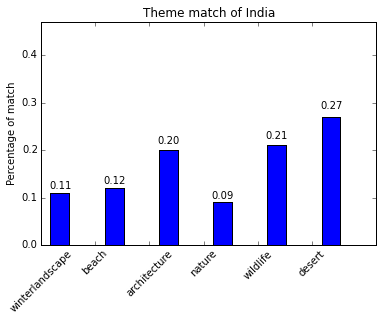 Theme match of India
Percentage of match
0.4
0.3
0.2
0.1
0.0
0.11
0.12
0.20
0.09
0.21
0.27
winterlandscape
beach
architecture
nature
wildlife
desert